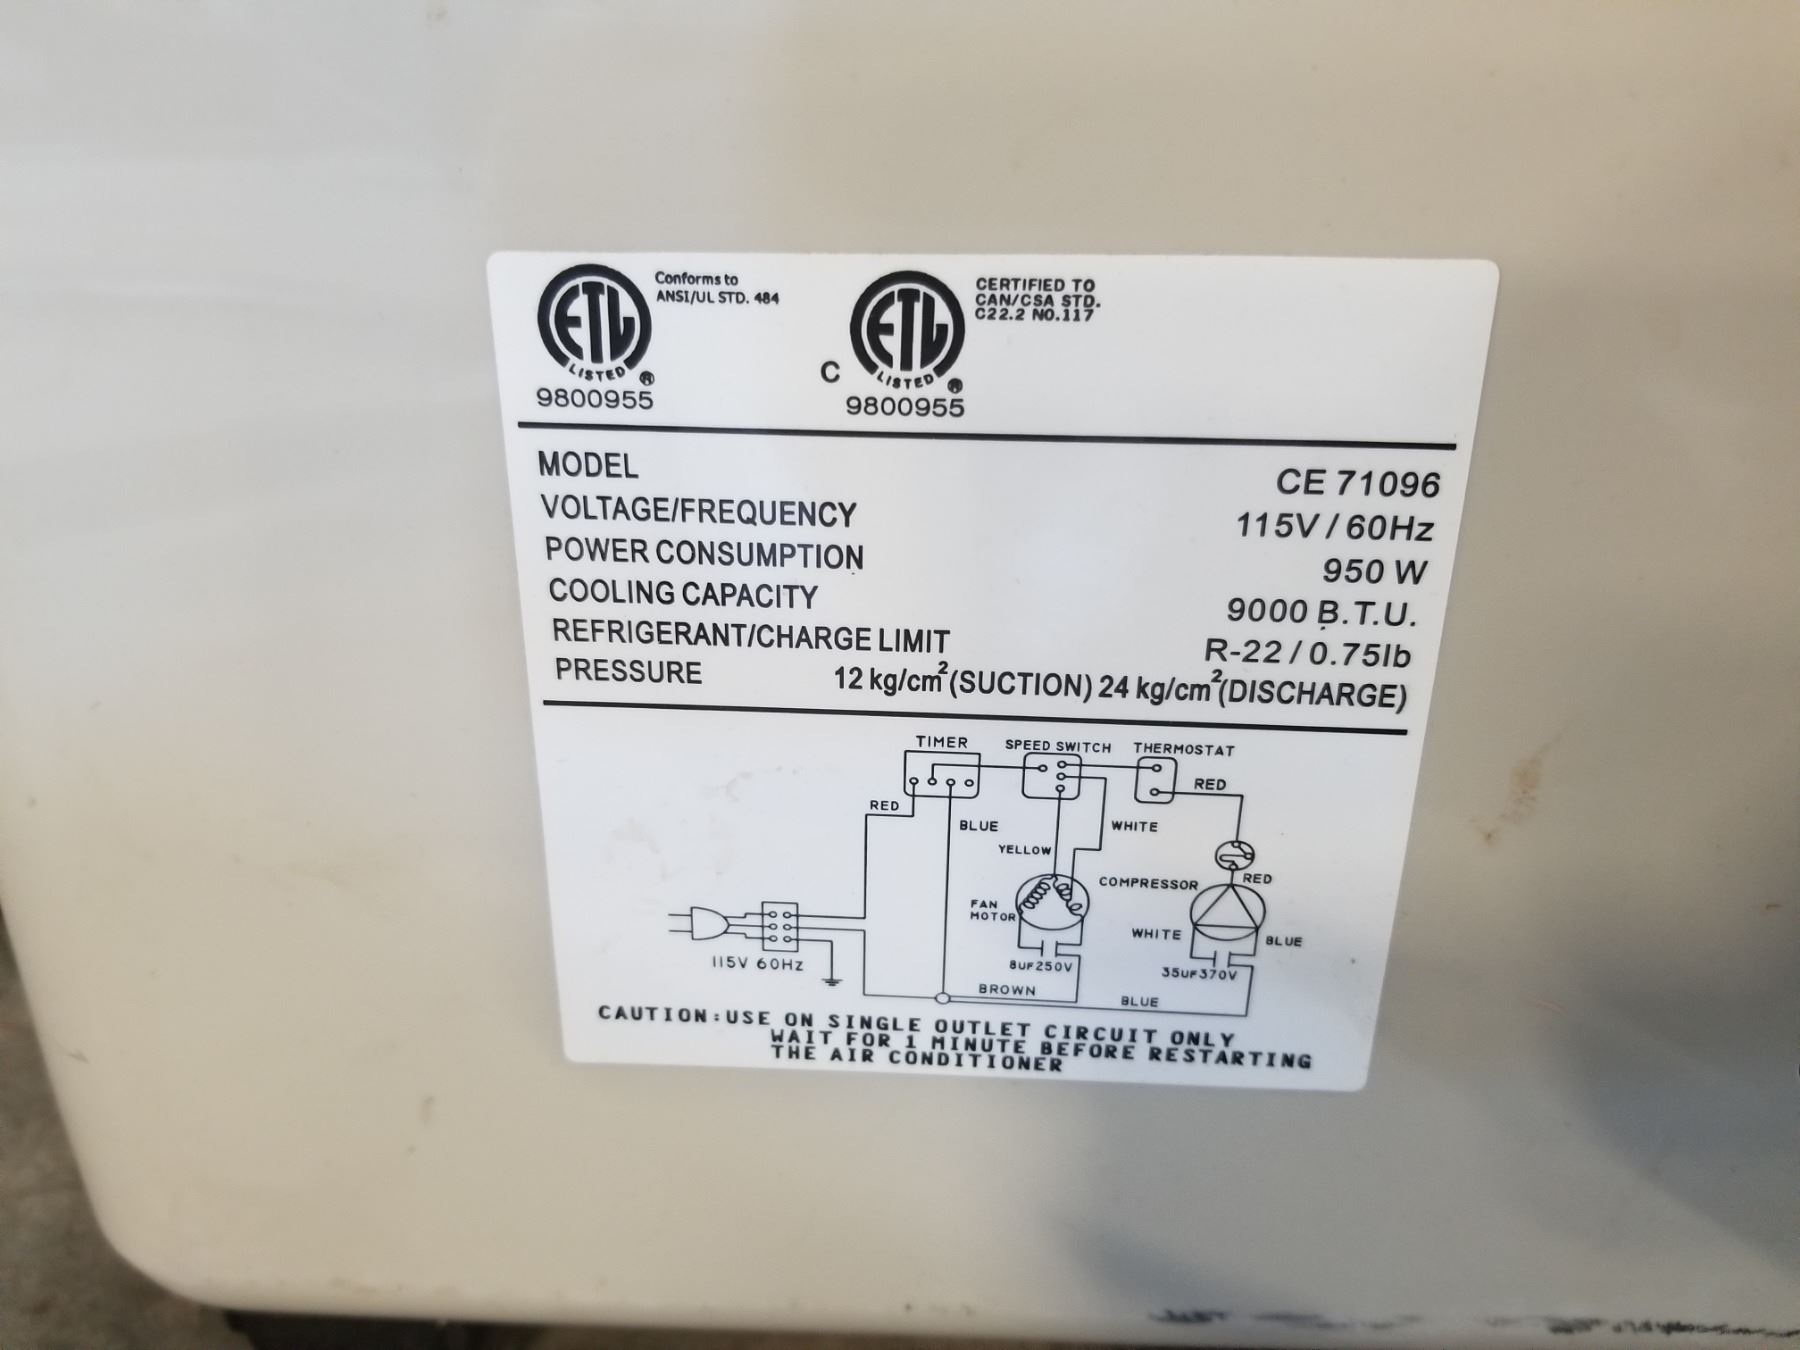 Conforms to
ANSI/UL STD. 484
CERTIFIED TO
CAN/CSA STD.
C22.2 NO.117
ETL
LISTED
®
9800955
C
ETL
LISTED
®
9800955
MODEL CE 71096
VOLTAGE/FREQUENCY 115V / 60Hz
POWER CONSUMPTION 950 W
COOLING CAPACITY 9000 B.T.U.
REFRIGERANT/CHARGE LIMIT R-22 / 0.75lb
PRESSURE 12 kg/cm²(SUCTION) 24 kg/cm²(DISCHARGE)
TIMER SPEED SWITCH THERMOSTAT
RED
RED
BLUE WHITE
YELLOW
COMPRESSOR RED
FAN
MOTOR
WHITE BLUE
115V 60Hz 8UF250V 35UF370V
BROWN BLUE
CAUTION:USE ON SINGLE OUTLET CIRCUIT ONLY
WAIT FOR 1 MINUTE BEFORE RESTARTING
THE AIR CONDITIONER